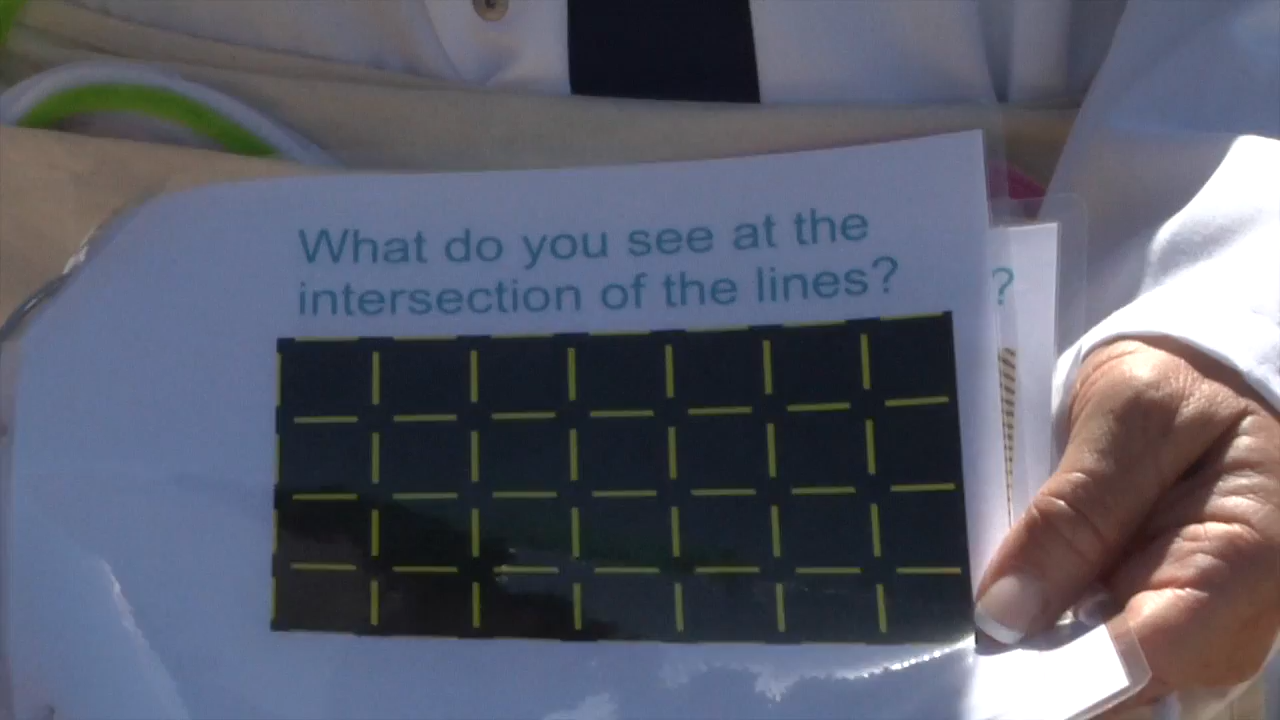 What do you see at the
intersection of the lines?
?